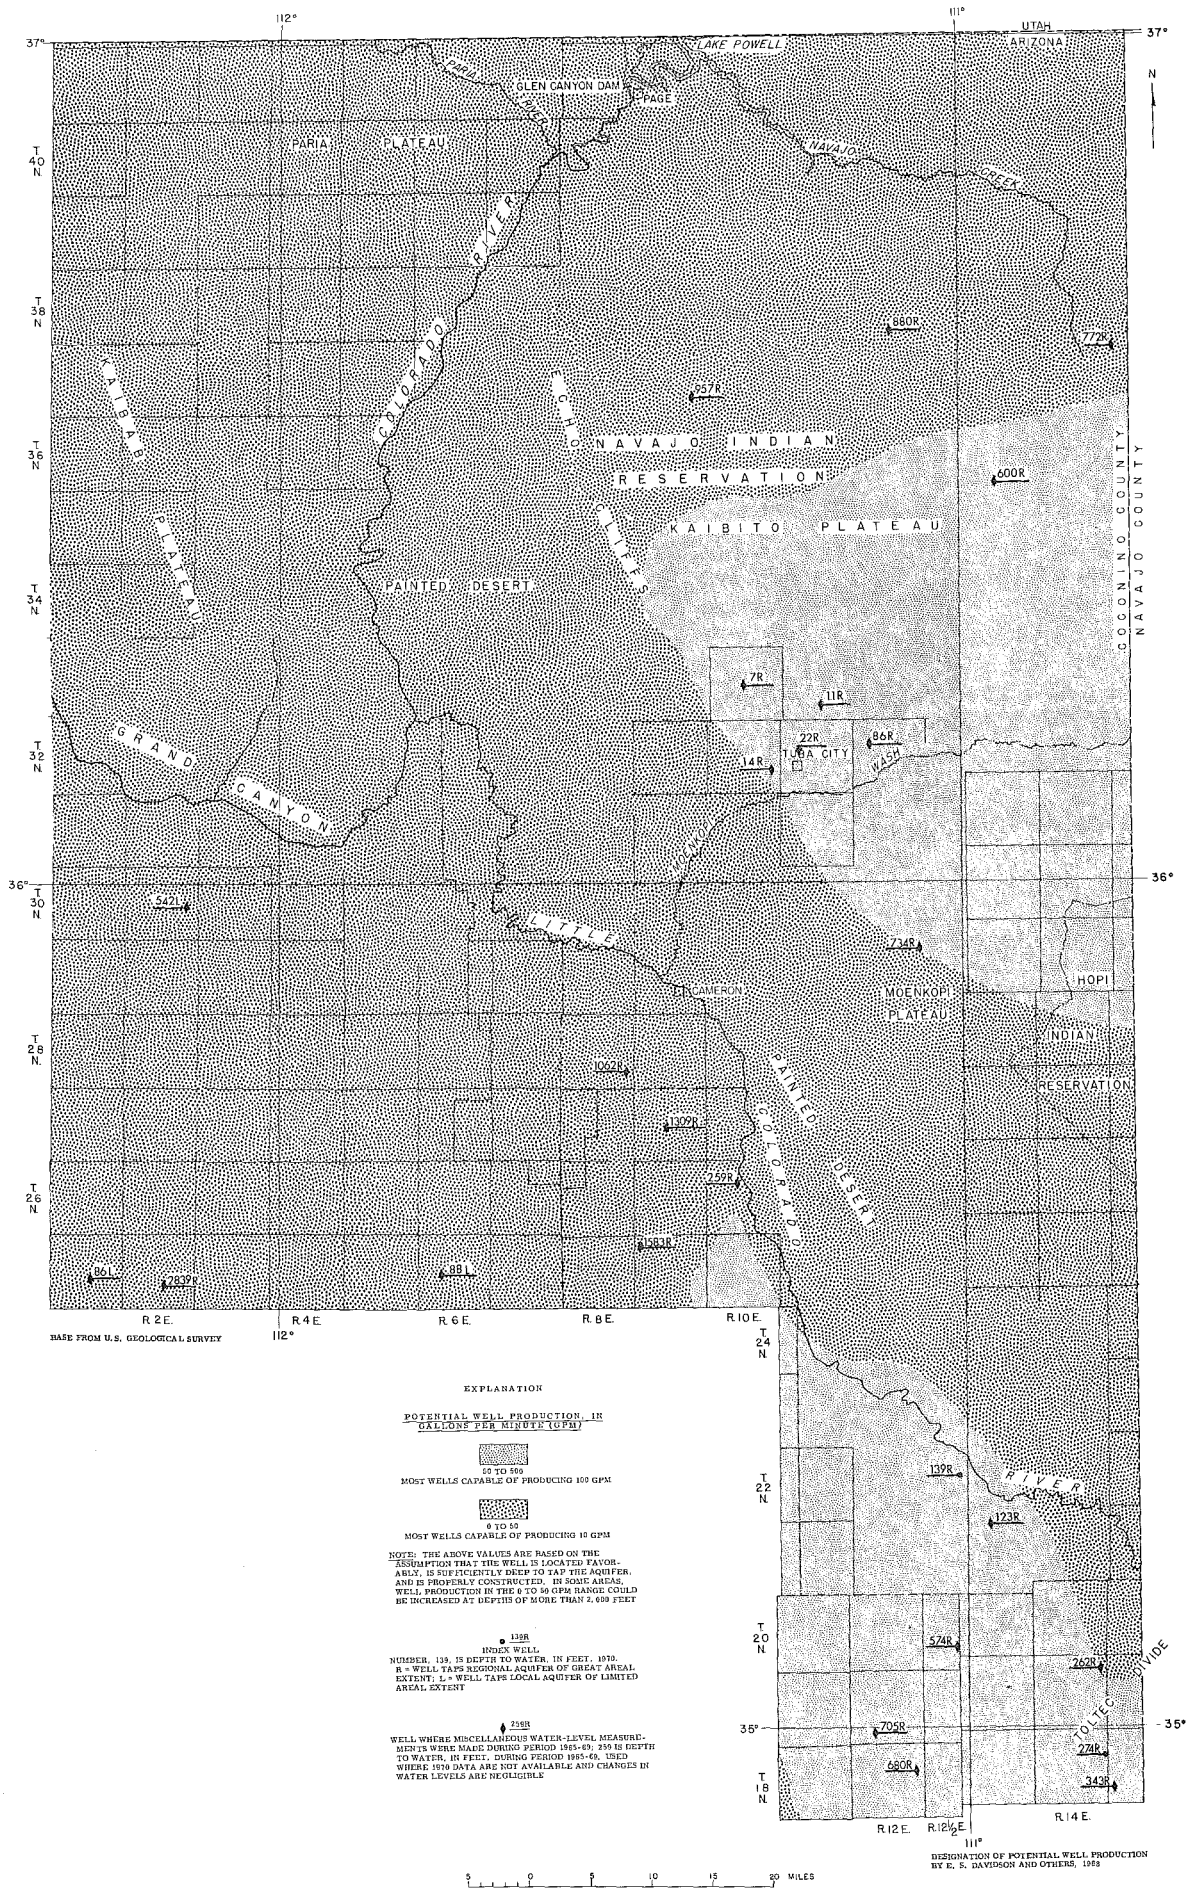 112°
111°
37°
UTAH
37°
ARIZONA
LAKE POWELL
N
PARIA
RIVER
GLEN CANYON DAM
PAGE
T.
40
N.
PARIA PLATEAU
NAVAJO
CREEK
COLORADO RIVER
T.
38
N
880R
772R
KAIBAB
PLATEAU
957R
ECHO
CLIFFS
NAVAJO INDIAN
RESERVATION
T.
36
N
600R
COCONINO COUNTY
NAVAJO COUNTY
KAIBITO PLATEAU
PAINTED DESERT
T.
34
N.
7R
11R
GRAND
CANYON
T.
32
N.
22R
86R
TUBA CITY
14R
WASH
MOENKOPI
36°
36°
T.
30
N.
542L
LITTLE
734R
HOPI
CAMERON
MOENKOPI
PLATEAU
INDIAN
T.
28
N.
1062R
PAINTED
RESERVATION
1309R
COLORADO
DESERT
T.
26
N.
259R
1583R
86L
2839R
88L
R. 2 E.
R. 4 E.
R. 6 E.
R. 8 E.
R. 10 E.
BASE FROM U.S. GEOLOGICAL SURVEY
112°
T.
24
N.
EXPLANATION
POTENTIAL WELL PRODUCTION, IN
GALLONS PER MINUTE (GPM)
50 TO 500
MOST WELLS CAPABLE OF PRODUCING 100 GPM
0 TO 50
MOST WELLS CAPABLE OF PRODUCING 10 GPM
NOTE: THE ABOVE VALUES ARE BASED ON THE
ASSUMPTION THAT THE WELL IS LOCATED FAVOR-
ABLY, IS SUFFICIENTLY DEEP TO TAP THE AQUIFER,
AND IS PROPERLY CONSTRUCTED. IN SOME AREAS,
WELL PRODUCTION IN THE 0 TO 50 GPM RANGE COULD
BE INCREASED AT DEPTHS OF MORE THAN 2,000 FEET
139R
INDEX WELL
NUMBER, 139, IS DEPTH TO WATER, IN FEET, 1970.
R = WELL TAPS REGIONAL AQUIFER OF GREAT AREAL
EXTENT; L = WELL TAPS LOCAL AQUIFER OF LIMITED
AREAL EXTENT
259R
WELL WHERE MISCELLANEOUS WATER-LEVEL MEASURE-
MENTS WERE MADE DURING PERIOD 1965-69; 259 IS DEPTH
TO WATER, IN FEET, DURING PERIOD 1965-69. USED
WHERE 1970 DATA ARE NOT AVAILABLE AND CHANGES IN
WATER LEVELS ARE NEGLIGIBLE
139R
RIVER
T.
22
N.
123R
T.
20
N.
574R
262R
TOLTEC DIVIDE
35°
705R
35°
274R
680R
343R
T.
18
N.
R. 12 E.
R. 12½ E.
R. 14 E.
111°
DESIGNATION OF POTENTIAL WELL PRODUCTION
BY E. S. DAVIDSON AND OTHERS, 1968
5 0 5 10 15 20 MILES